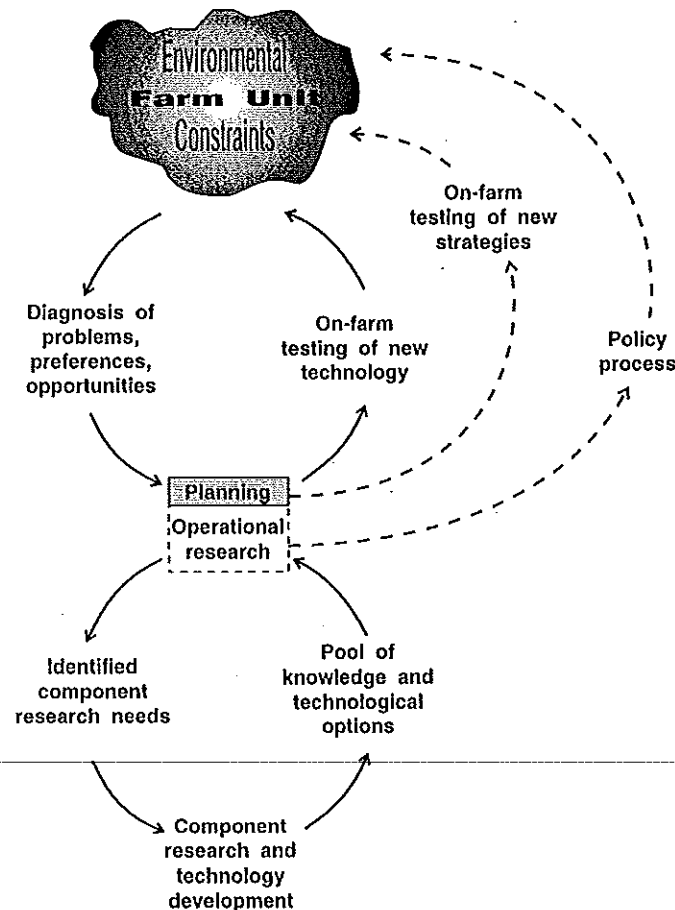 Environmental
Farm Unit
Constraints
On-farm
testing of new
strategies
Diagnosis of
problems,
preferences,
opportunities
On-farm
testing of new
technology
Policy
process
Planning
Operational
research
Identified
component
research needs
Pool of
knowledge and
technological
options
Component
research and
technology
development